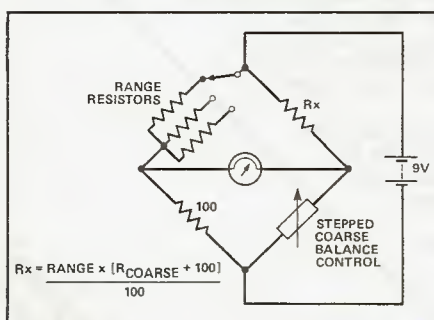 RANGE
RESISTORS
Rx
9V
100
STEPPED
COARSE
BALANCE
CONTROL
Rx = RANGE x [RCOARSE + 100]
100